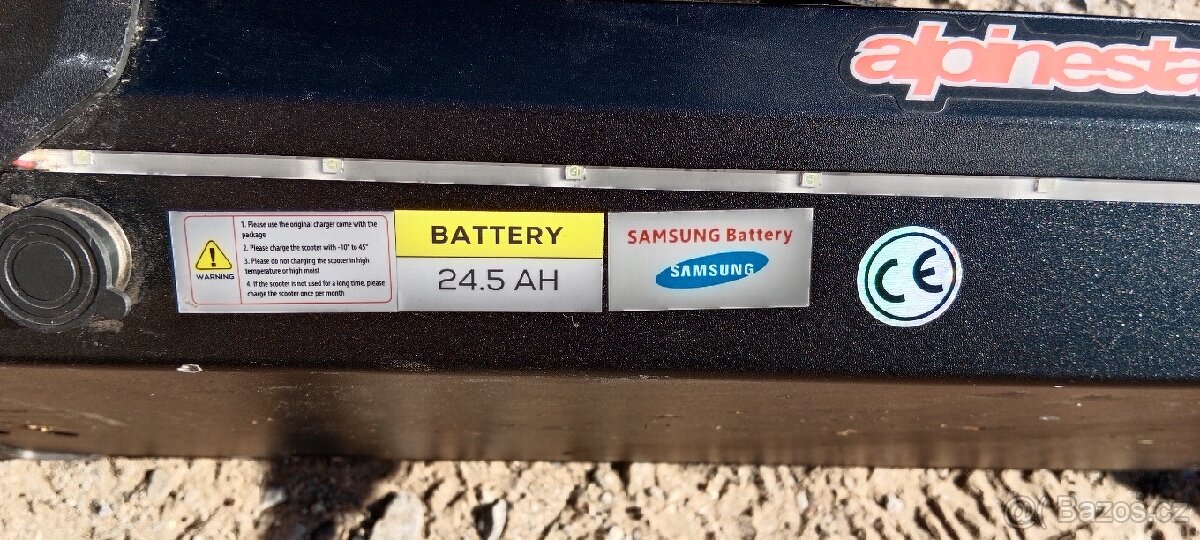 alpinesta
1. Please use the original charger come with the
package
2. Please charge the scooter with -10° to 45°
3. Please do not charging the scooter in high
temperature or high moist
4. If the scooter is not used for a long time, please
charge the scooter once per month
WARNING
BATTERY
24.5 AH
SAMSUNG Battery
SAMSUNG
CE
Bazos.cz